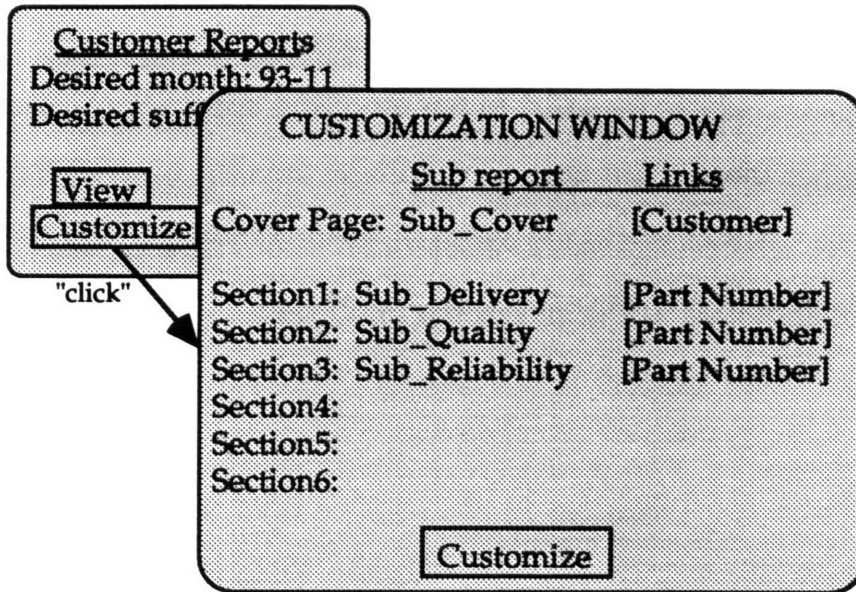 Customer Reports
Desired month: 93-11
Desired suff
View
Customize
"click"
CUSTOMIZATION WINDOW
Sub report Links
Cover Page: Sub_Cover [Customer]
Section1: Sub_Delivery [Part Number]
Section2: Sub_Quality [Part Number]
Section3: Sub_Reliability [Part Number]
Section4:
Section5:
Section6:
Customize